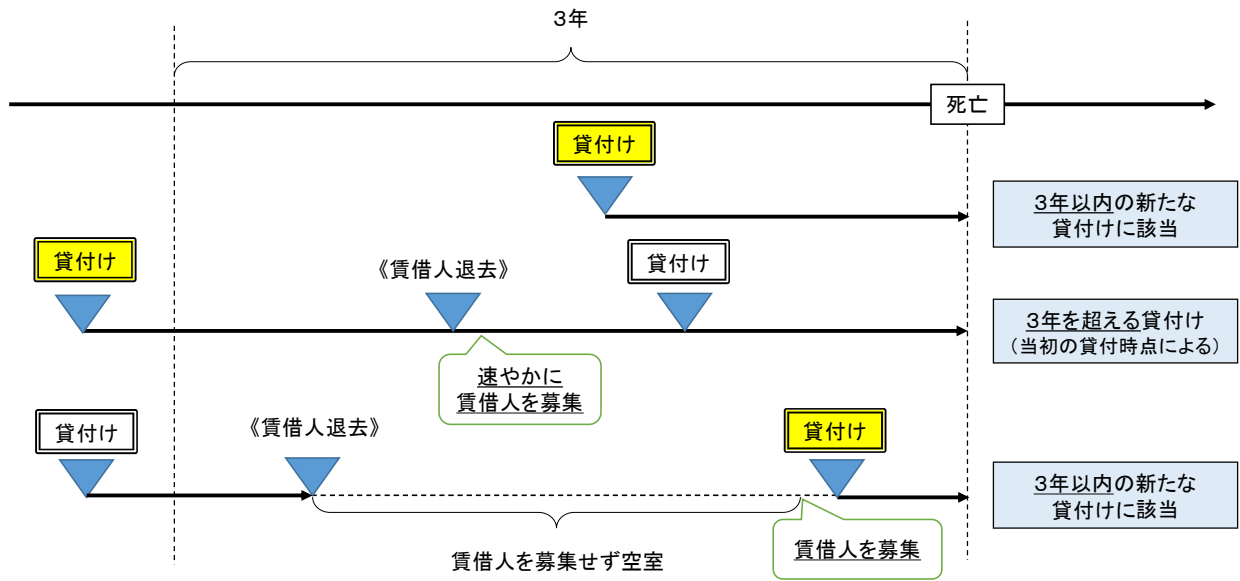 ３年
死亡
貸付け
３年以内の新たな
貸付けに該当
貸付け
《賃借人退去》
貸付け
３年を超える貸付け
（当初の貸付時点による）
速やかに
賃借人を募集
貸付け
《賃借人退去》
貸付け
３年以内の新たな
貸付けに該当
賃借人を募集
賃借人を募集せず空室